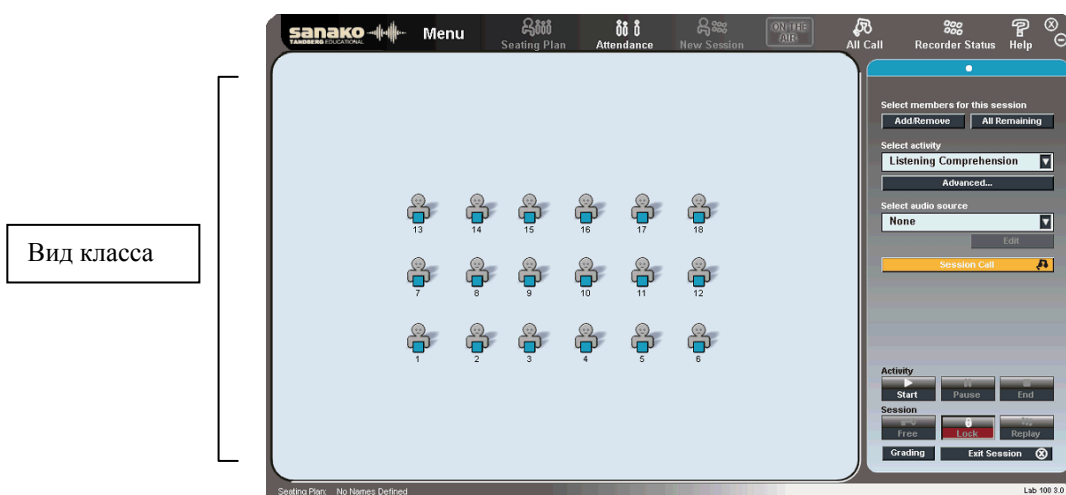 sanako Menu Seating Plan Attendance New Session ON THE AIR All Call Recorder Status Help
TANDBERG EDUCATIONAL
Select members for this session
Add/Remove All Remaining
Select activity
Listening Comprehension
Advanced...
Select audio source
None
Edit
Session Call
13 14 15 16 17 18
Вид класса
7 8 9 10 11 12
1 2 3 4 5 6
Activity
Start Pause End
Session
Free Lock Replay
Grading Exit Session
Seating Plan: No Names Defined
Lab 100 3.0